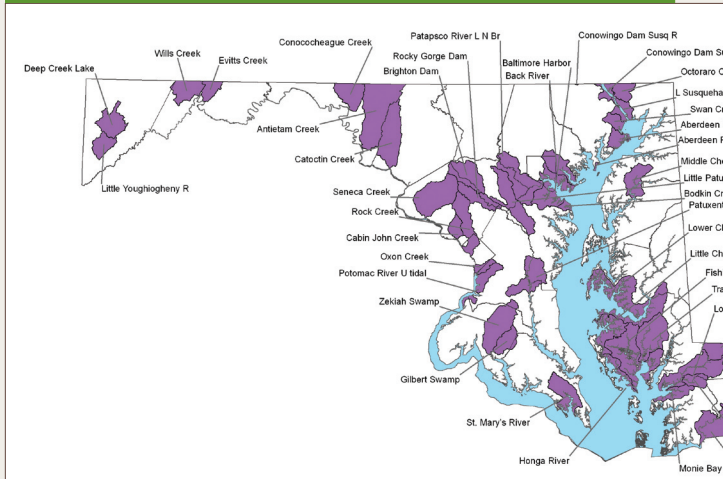 Patapsco River L N Br
Conowingo Dam Susq R
Conococheague Creek
Wills Creek
Rocky Gorge Dam
Conowingo Dam Su
Evitts Creek
Baltimore Harbor
Deep Creek Lake
Brighton Dam
Back River
Octoraro C
L Susqueha
Swan Cr
Antietam Creek
Aberdeen
Aberdeen P
Catoctin Creek
Middle Che
Little Patu
Seneca Creek
Little Youghiogheny R
Bodkin Cr
Patuxent
Rock Creek
Lower Ch
Cabin John Creek
Little Ch
Oxon Creek
Fish
Potomac River U tidal
Tra
Zekiah Swamp
Lo
Gilbert Swamp
St. Mary's River
Honga River
Monie Bay